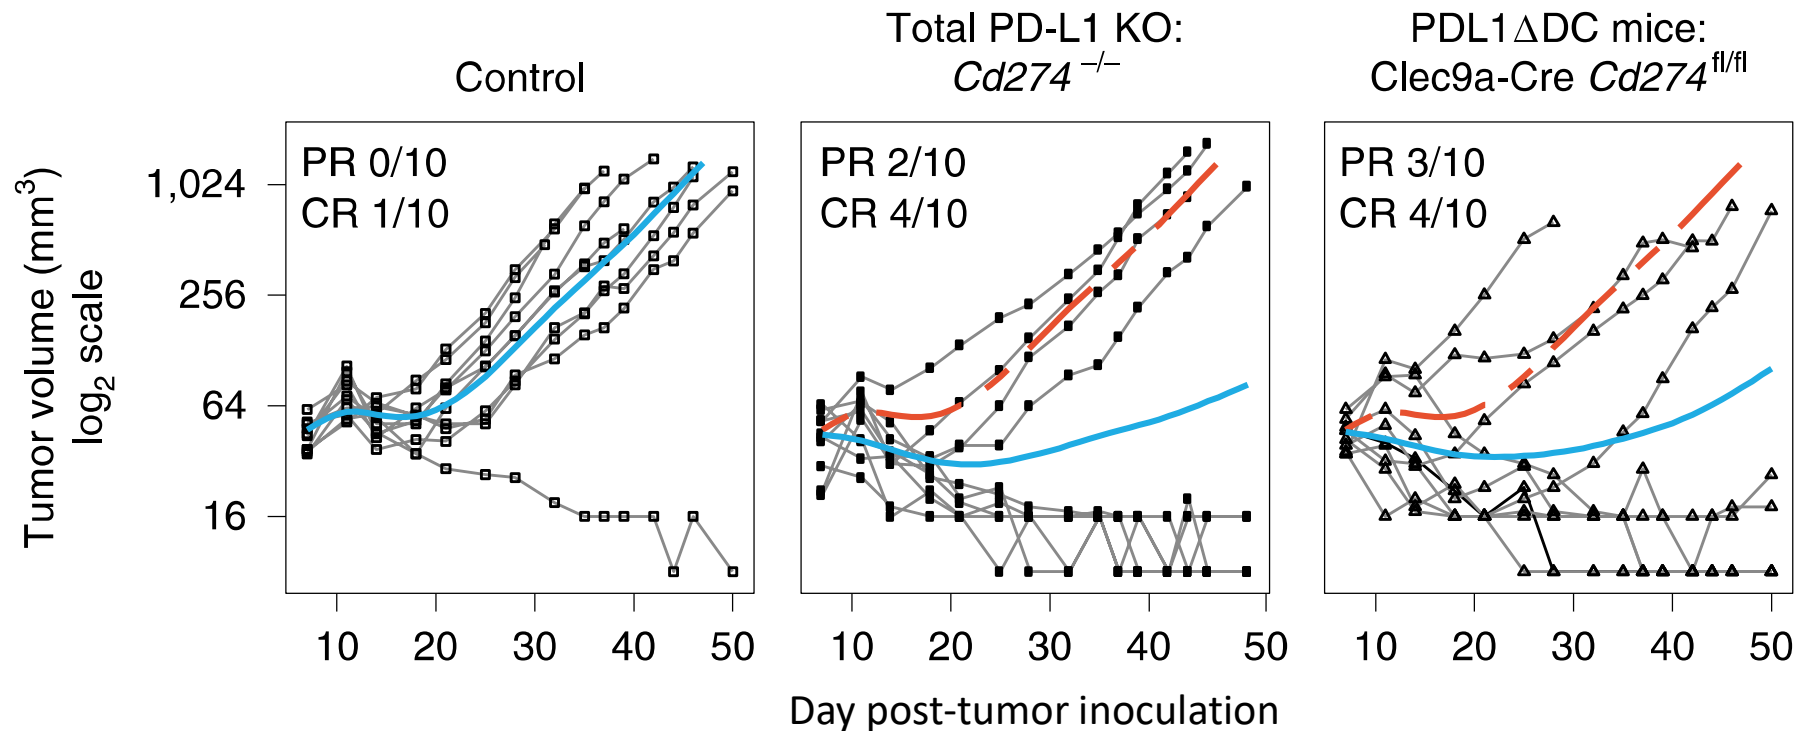 Control
Total PD-L1 KO:
Cd274 –/–
PDL1ΔDC mice:
Clec9a-Cre Cd274 fl/fl
Tumor volume (mm3)
log2 scale
1,024
256
64
16
PR 0/10
CR 1/10
PR 2/10
CR 4/10
PR 3/10
CR 4/10
10 20 30 40 50
10 20 30 40 50
10 20 30 40 50
Day post-tumor inoculation